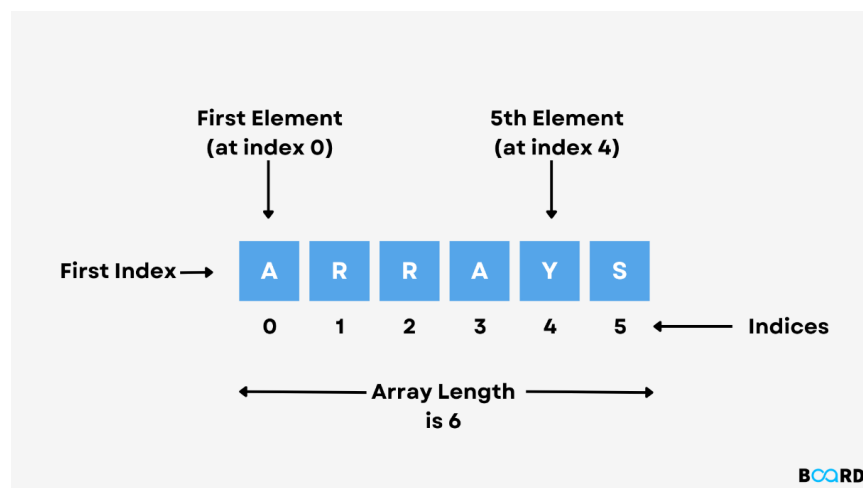 First Element
(at index 0)
5th Element
(at index 4)
First Index
A R R A Y S
0 1 2 3 4 5
Indices
Array Length
is 6
BOARD